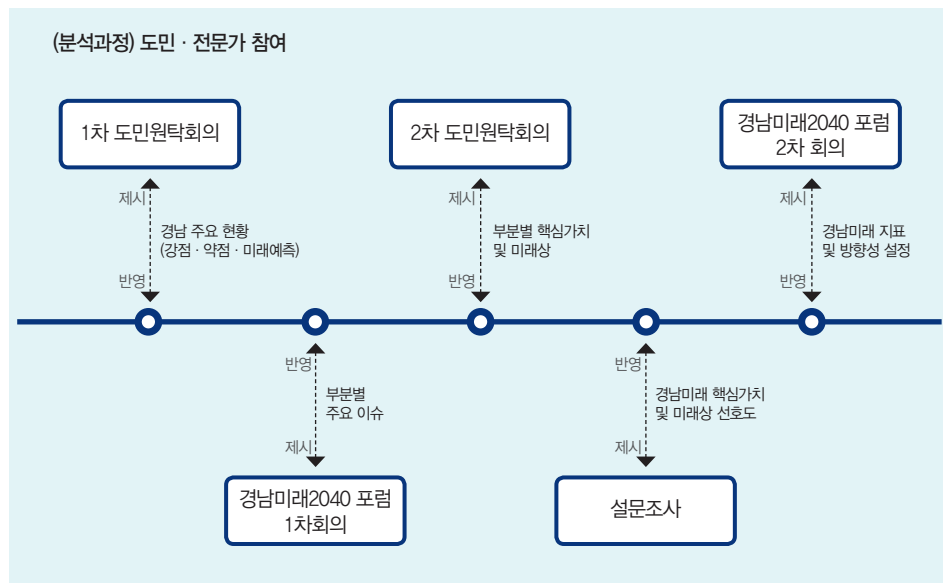 (분석과정) 도민 · 전문가 참여
1차 도민원탁회의
제시
경남 주요 현황
(강점 · 약점 · 미래예측)
반영
2차 도민원탁회의
제시
부분별 핵심가치
및 미래상
반영
경남미래2040 포럼
2차 회의
제시
경남미래 지표
및 방향성 설정
반영
반영
부분별
주요 이슈
제시
경남미래2040 포럼
1차회의
반영
경남미래 핵심가치
및 미래상 선호도
제시
설문조사